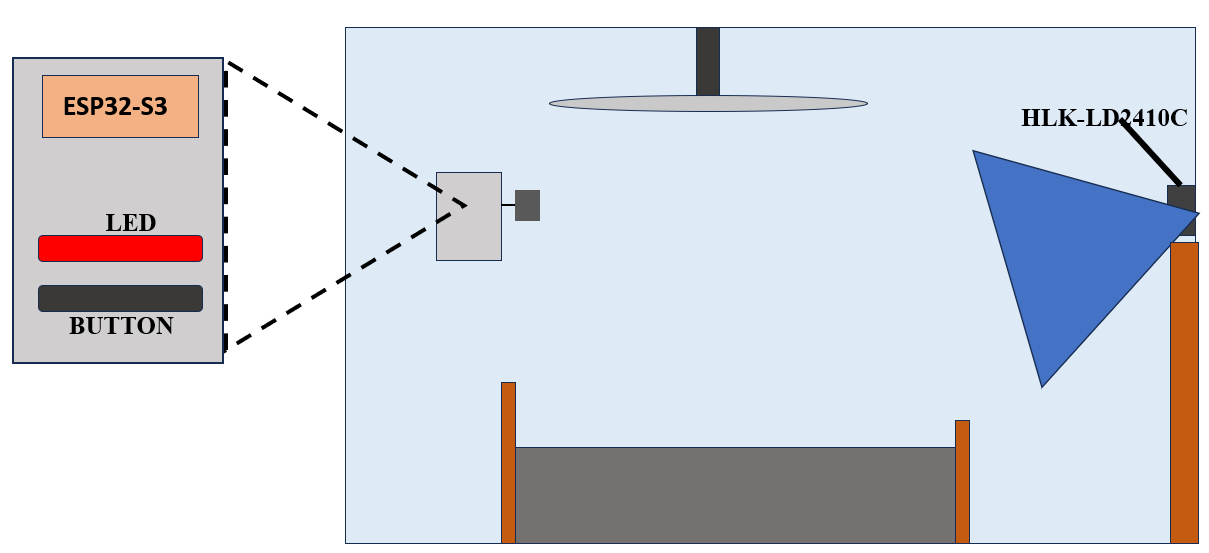 ESP32-S3
LED
BUTTON
HLK-LD2410C